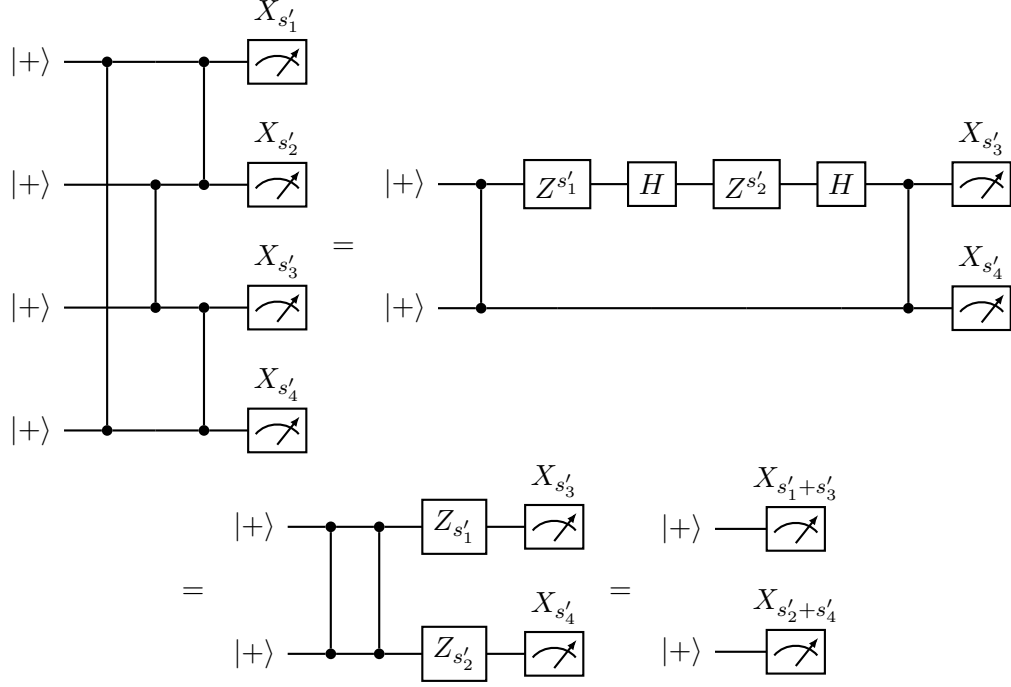 X_{s'_1}
|+⟩
X_{s'_2}
|+⟩
X_{s'_3}
|+⟩
X_{s'_4}
|+⟩
=
X_{s'_3}
|+⟩ Z^{s'_1} H Z^{s'_2} H
X_{s'_4}
|+⟩
=
X_{s'_3}
|+⟩ Z_{s'_1}
X_{s'_4}
|+⟩ Z_{s'_2}
=
X_{s'_1+s'_3}
|+⟩
X_{s'_2+s'_4}
|+⟩